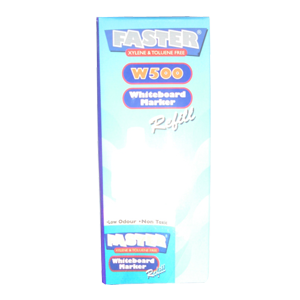 FASTER®
XYLENE & TOLUENE FREE
W500
Whiteboard
Marker
Refill
Low Odour • Non Toxic
FASTER®
XYLENE & TOLUENE FREE
Whiteboard
Marker
Refill